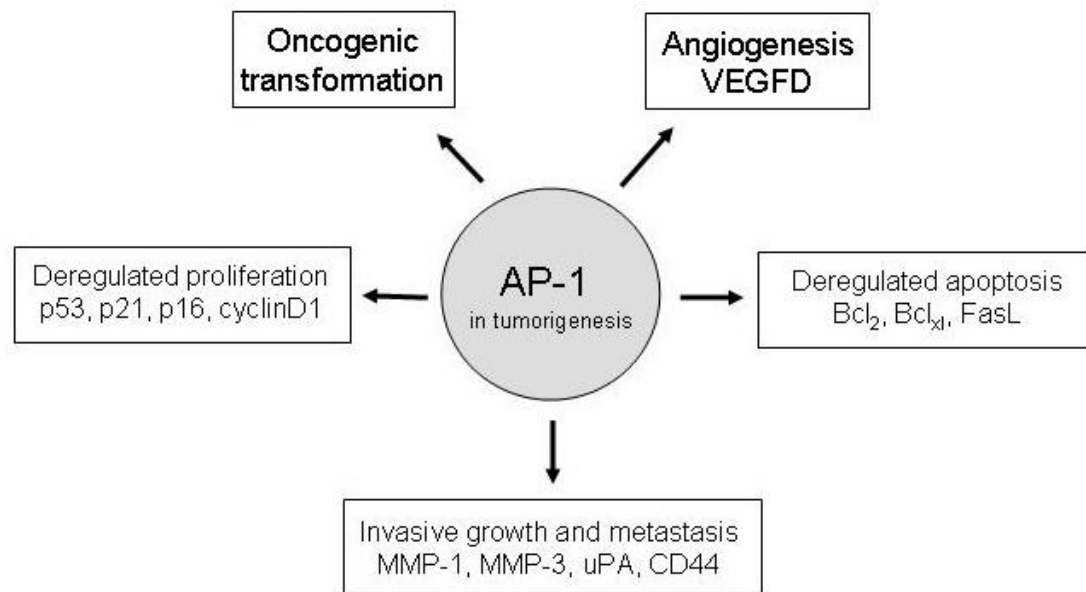 Oncogenic
transformation
Angiogenesis
VEGFD
Deregulated proliferation
p53, p21, p16, cyclinD1
AP-1
in tumorigenesis
Deregulated apoptosis
Bcl₂, Bclₓₗ, FasL
Invasive growth and metastasis
MMP-1, MMP-3, uPA, CD44